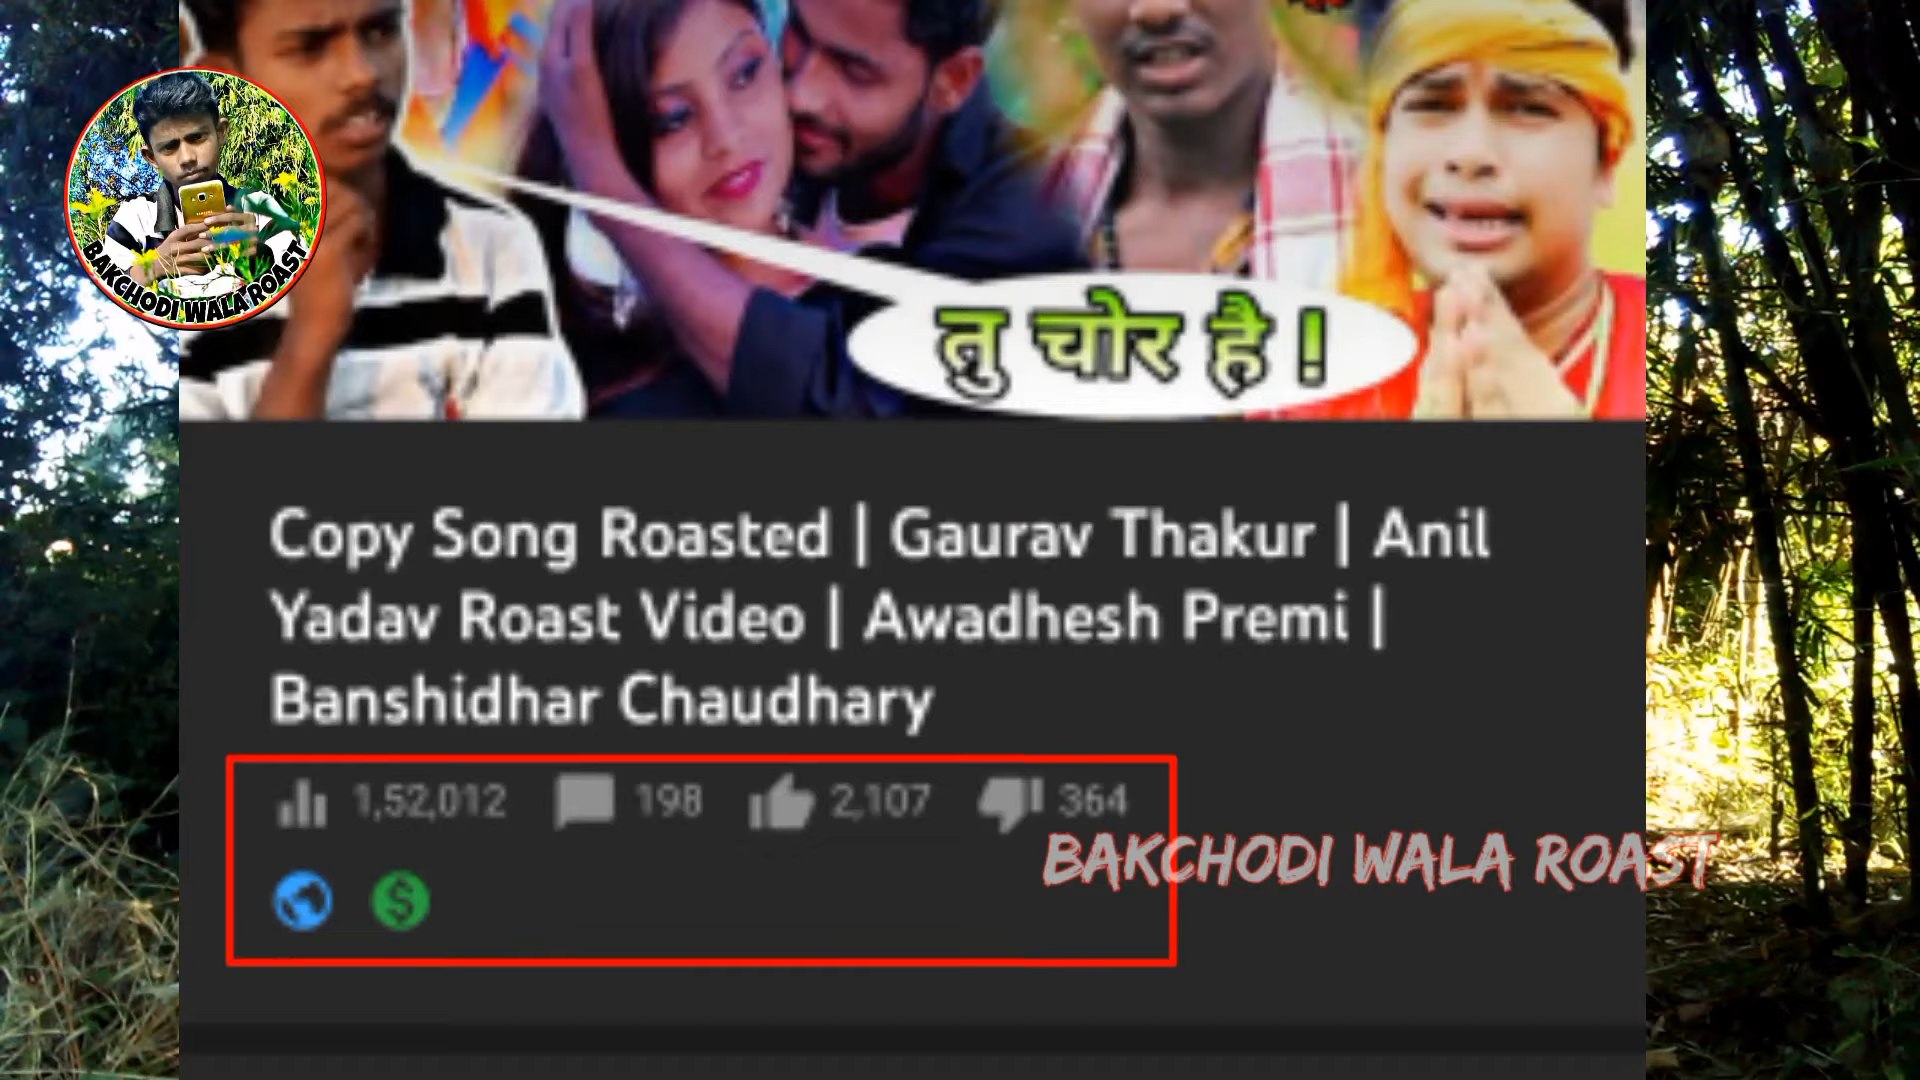 BAKCHODI WALA ROAST
तु चोर है !
Copy Song Roasted | Gaurav Thakur | Anil
Yadav Roast Video | Awadhesh Premi |
Banshidhar Chaudhary
1,52,012 198 2,107 364
BAKCHODI WALA ROAST
$